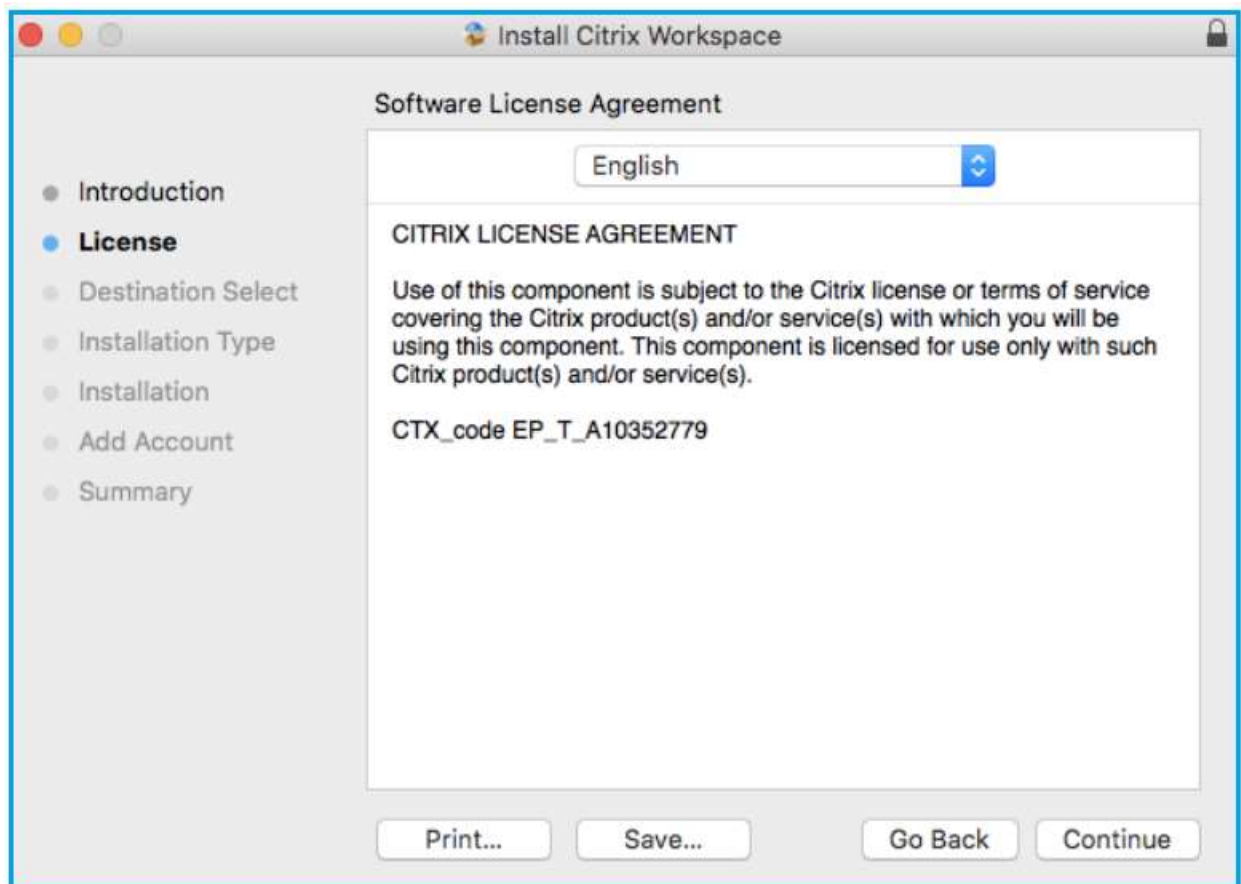 Install Citrix Workspace
Software License Agreement
English
Introduction
License
Destination Select
Installation Type
Installation
Add Account
Summary
CITRIX LICENSE AGREEMENT
Use of this component is subject to the Citrix license or terms of service
covering the Citrix product(s) and/or service(s) with which you will be
using this component. This component is licensed for use only with such
Citrix product(s) and/or service(s).
CTX_code EP_T_A10352779
Print...
Save...
Go Back
Continue